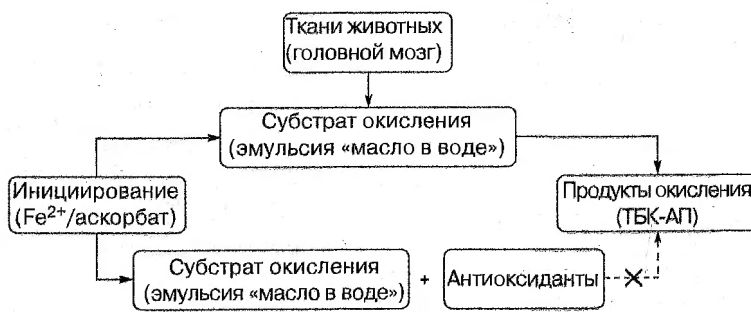 Ткани животных
(головной мозг)
Субстрат окисления
(эмульсия «масло в воде»)
Инициирование
(Fe²⁺/аскорбат)
Продукты окисления
(ТБК-АП)
Субстрат окисления
(эмульсия «масло в воде»)
+
Антиоксиданты